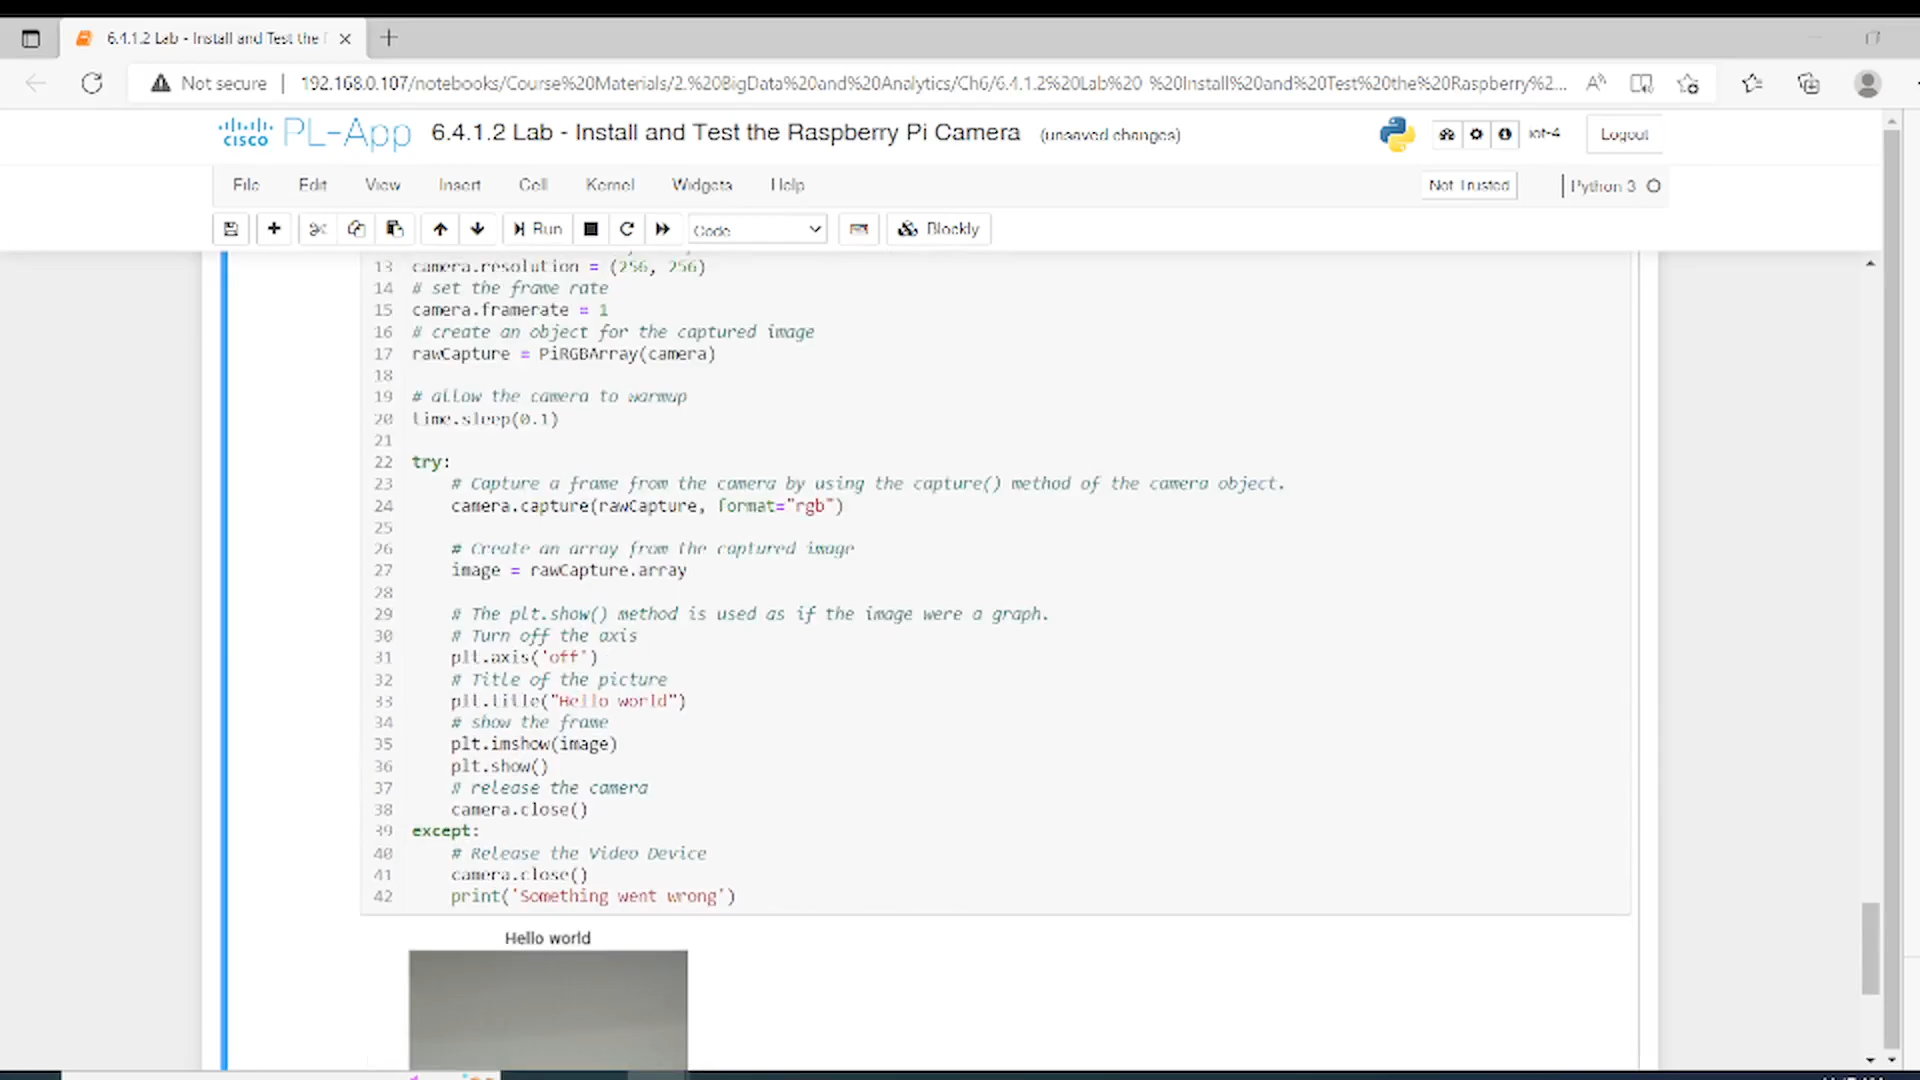 6.4.1.2 Lab - Install and Test the
Not secure
192.168.0.107/notebooks/Course%20Materials/2.%20BigData%20and%20Analytics/Ch6/6.4.1.2%20Lab%20 %20Install%20and%20Test%20the%20Raspberry%2...
CISCO PL-App 6.4.1.2 Lab - Install and Test the Raspberry Pi Camera (unsaved changes) iot-4 Logout
File Edit View Insert Cell Kernel Widgets Help Not Trusted Python 3
Run Code Blockly
13 camera.resolution = (256, 256)
14 # set the frame rate
15 camera.framerate = 1
16 # create an object for the captured image
17 rawCapture = PiRGBArray(camera)
18
19 # allow the camera to warmup
20 time.sleep(0.1)
21
22 try:
23 # Capture a frame from the camera by using the capture() method of the camera object.
24 camera.capture(rawCapture, format="rgb")
25
26 # Create an array from the captured image
27 image = rawCapture.array
28
29 # The plt.show() method is used as if the image were a graph.
30 # Turn off the axis
31 plt.axis('off')
32 # Title of the picture
33 plt.title("Hello world")
34 # show the frame
35 plt.imshow(image)
36 plt.show()
37 # release the camera
38 camera.close()
39 except:
40 # Release the Video Device
41 camera.close()
42 print('Something went wrong')
Hello world